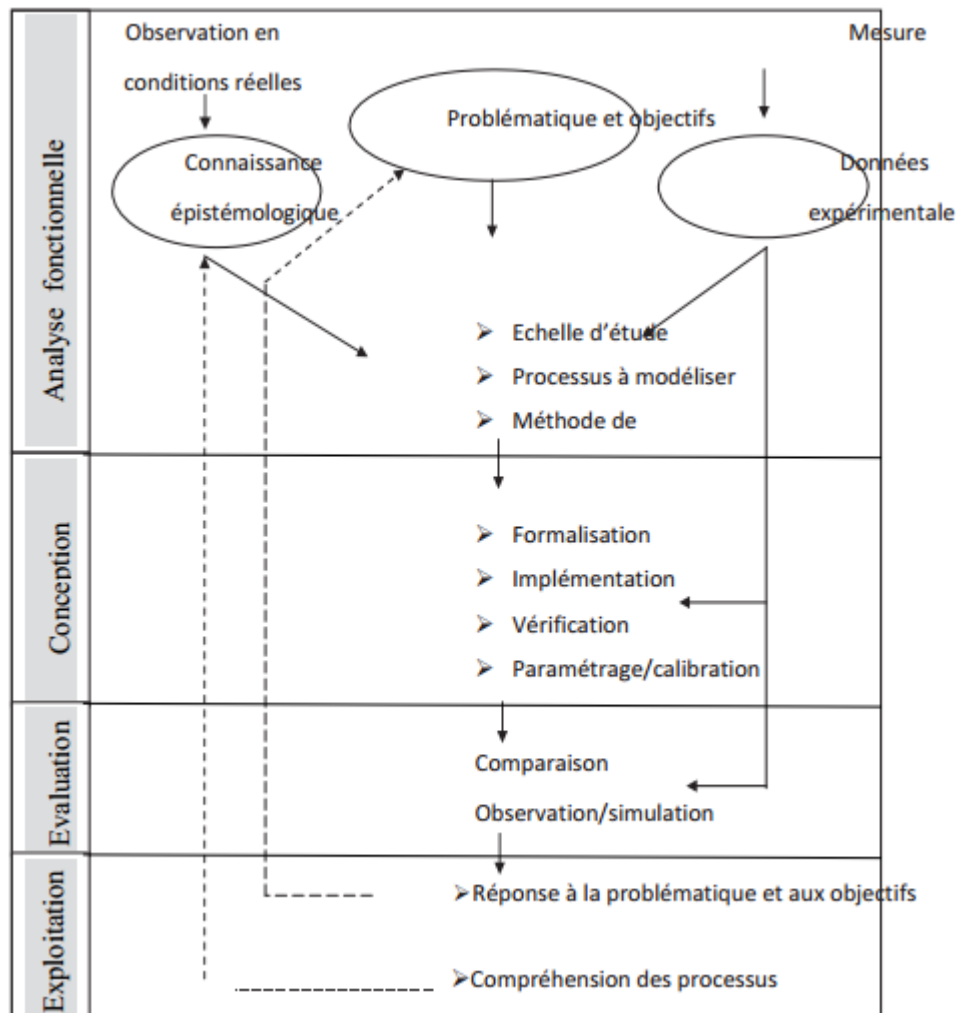 Analyse fonctionnelle
Observation en
conditions réelles
Mesure
Problématique et objectifs
Connaissance
épistémologique
Données
expérimentale
➢ Echelle d'étude
➢ Processus à modéliser
➢ Méthode de
Conception
➢ Formalisation
➢ Implémentation
➢ Vérification
➢ Paramétrage/calibration
Evaluation
Comparaison
Observation/simulation
Exploitation
➢Réponse à la problématique et aux objectifs
➢Compréhension des processus